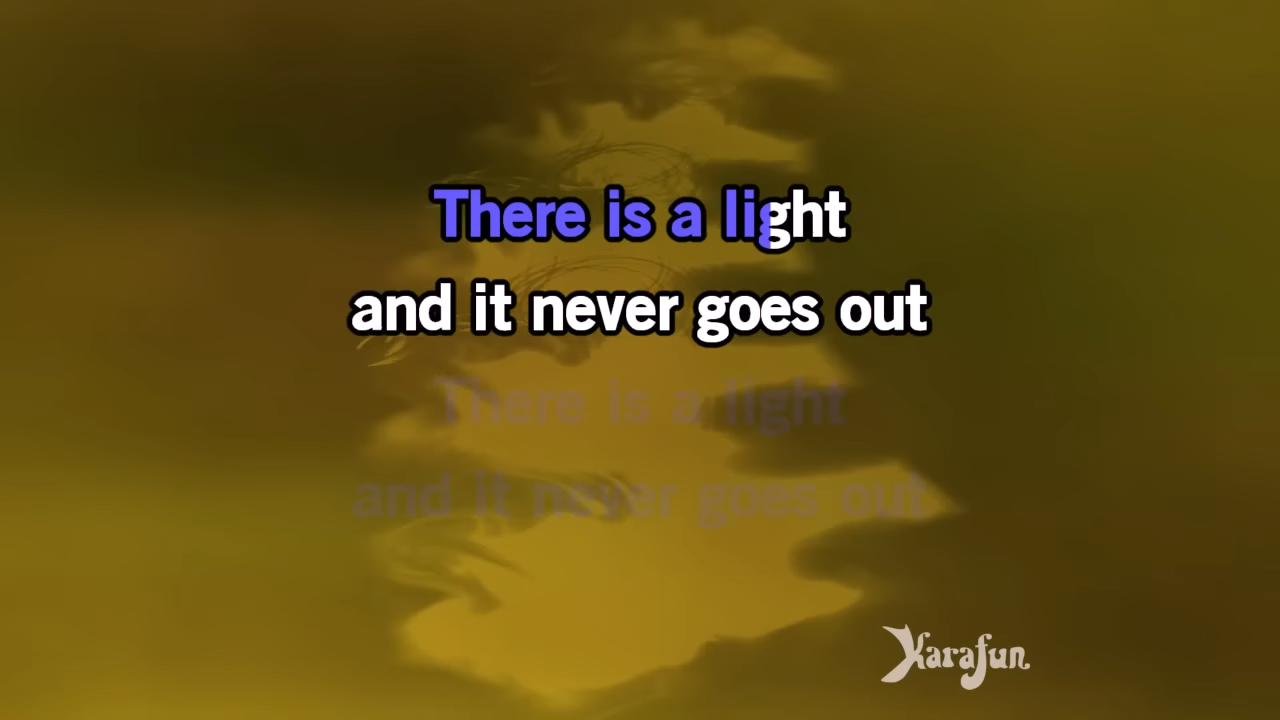 There is a light
and it never goes out
There is a light
and it never goes out
Karafun